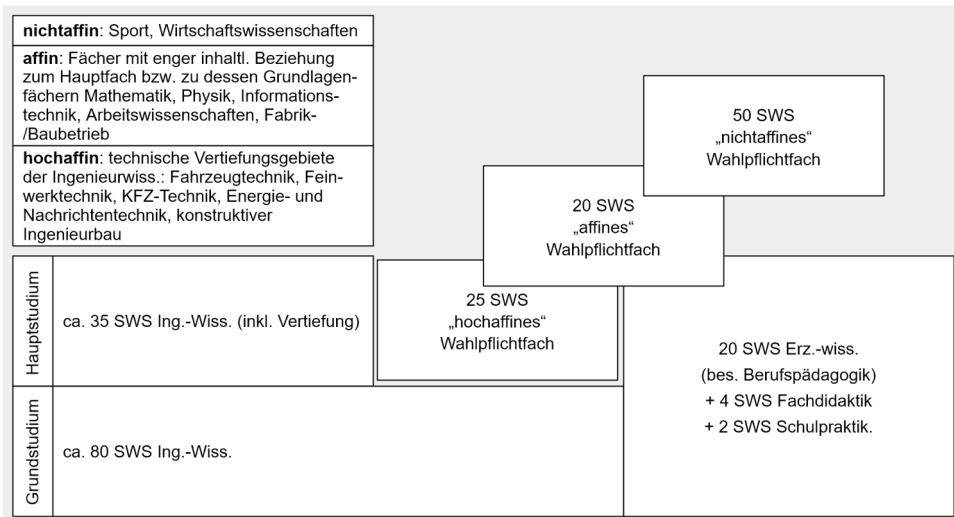 nichtaffin: Sport, Wirtschaftswissenschaften
affin: Fächer mit enger inhaltl. Beziehung
zum Hauptfach bzw. zu dessen Grundlagen-
fächern Mathematik, Physik, Informations-
technik, Arbeitswissenschaften, Fabrik-
/Baubetrieb
hochaffin: technische Vertiefungsgebiete
der Ingenieurwiss.: Fahrzeugtechnik, Fein-
werktechnik, KFZ-Technik, Energie- und
Nachrichtentechnik, konstruktiver
Ingenieurbau
50 SWS
„nichtaffines"
Wahlpflichtfach
20 SWS
„affines"
Wahlpflichtfach
Hauptstudium
ca. 35 SWS Ing.-Wiss. (inkl. Vertiefung)
25 SWS
„hochaffines"
Wahlpflichtfach
20 SWS Erz.-wiss.
(bes. Berufspädagogik)
+ 4 SWS Fachdidaktik
+ 2 SWS Schulpraktik.
Grundstudium
ca. 80 SWS Ing.-Wiss.